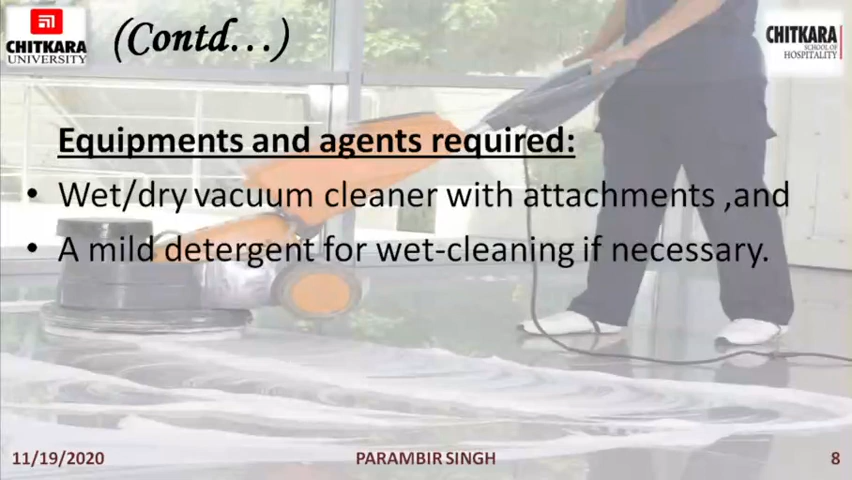 CHITKARA
UNIVERSITY
(Contd...)
CHITKARA
SCHOOL OF
HOSPITALITY
Equipments and agents required:
• Wet/dry vacuum cleaner with attachments ,and
• A mild detergent for wet-cleaning if necessary.
11/19/2020
PARAMBIR SINGH
8